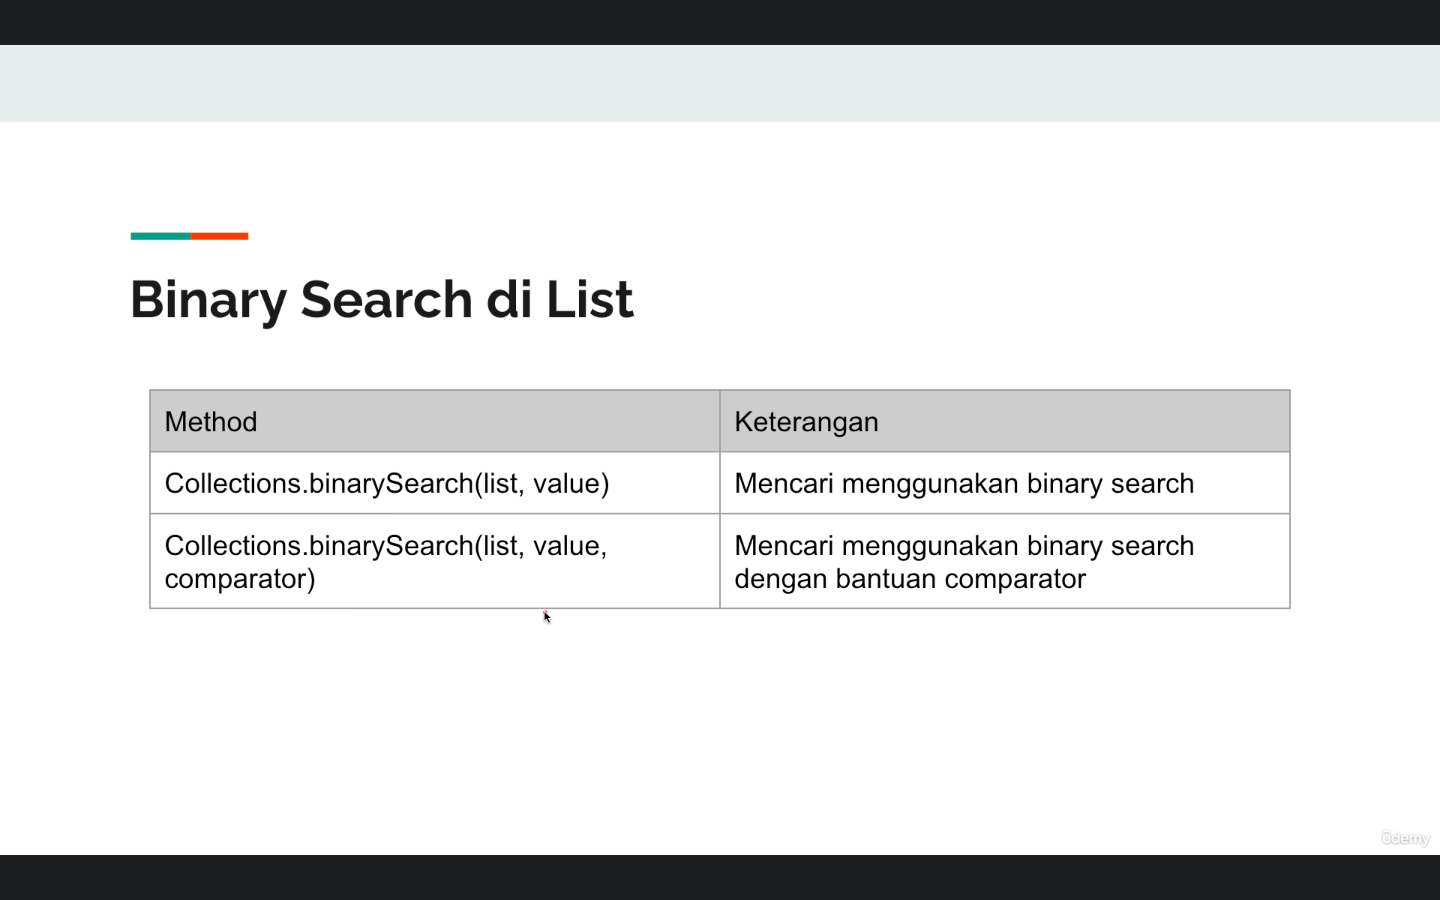 Binary Search di List
Method
Keterangan
Collections.binarySearch(list, value)
Mencari menggunakan binary search
Collections.binarySearch(list, value,
comparator)
Mencari menggunakan binary search
dengan bantuan comparator
ûdemy